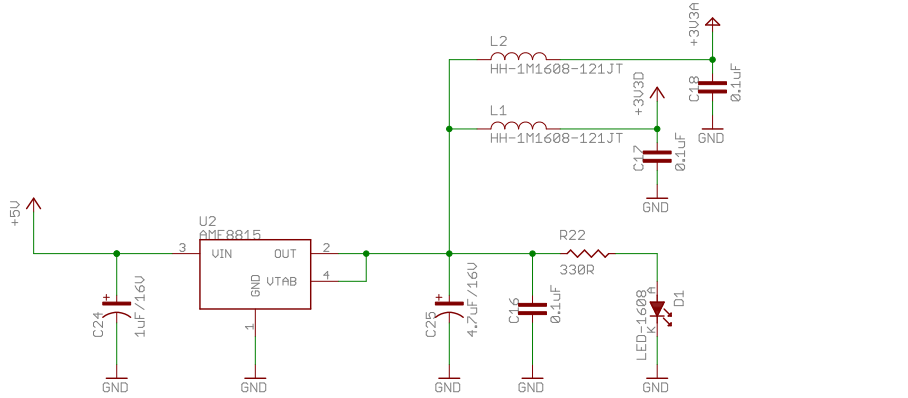 +3V3A
L2
HH-1M1608-121JT
C18
0.1uF
GND
+3V3D
L1
HH-1M1608-121JT
C17
0.1uF
GND
+5V
U2
AME8815
3
VIN
OUT
2
GND
VTAB
4
1
R22
330R
+
C24
1uF/16V
+
C25
4.7uF/16V
C16
0.1uF
LED-1608
A
K
D1
GND
GND
GND
GND
GND